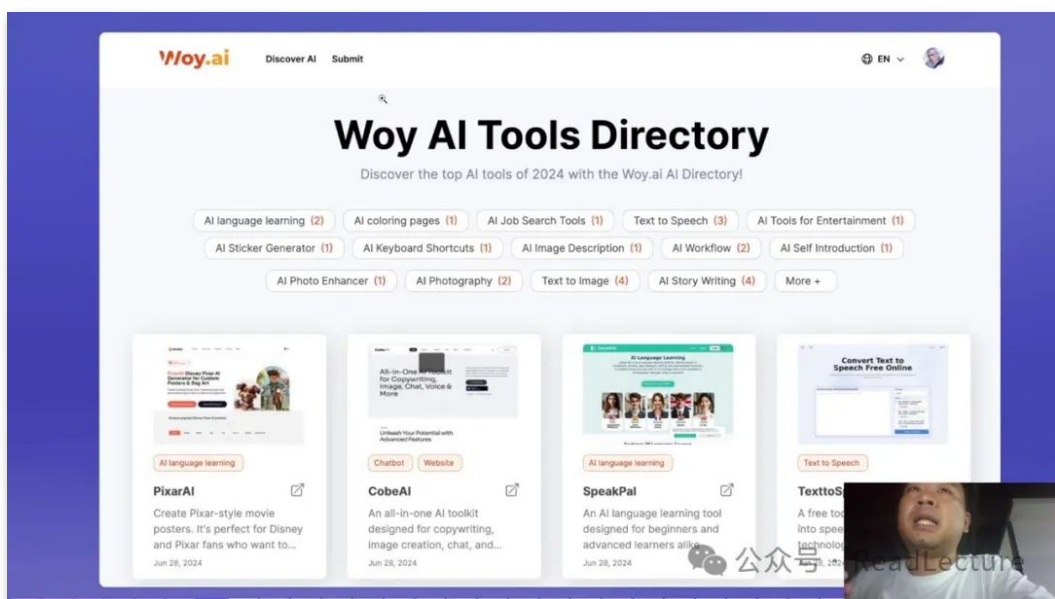 Woy.ai
Discover AI Submit
EN
Woy AI Tools Directory
Discover the top AI tools of 2024 with the Woy.ai AI Directory!
AI language learning (2) AI coloring pages (1) AI Job Search Tools (1) Text to Speech (3) AI Tools for Entertainment (1)
AI Sticker Generator (1) AI Keyboard Shortcuts (1) AI Image Description (1) AI Workflow (2) AI Self Introduction (1)
AI Photo Enhancer (1) AI Photography (2) Text to Image (4) AI Story Writing (4) More +
All-in-One AI Toolkit
for Copywriting,
Image, Chat, Voice &
More
Unleash Your Potential with
Advanced Features
AI Language Learning
Convert Text to
Speech Free Online
AI language learning
Chatbot Website
AI language learning
Text to Speech
PixarAI
Create Pixar-style movie
posters. It's perfect for Disney
and Pixar fans who want to...
Jun 28, 2024
CobeAI
An all-in-one AI toolkit
designed for copywriting,
image creation, chat, and...
Jun 28, 2024
SpeakPal
An AI language learning tool
designed for beginners and
advanced learners alike
Jun 28, 2024
A free
into
Jun 28,
公众号 · ReadLecture